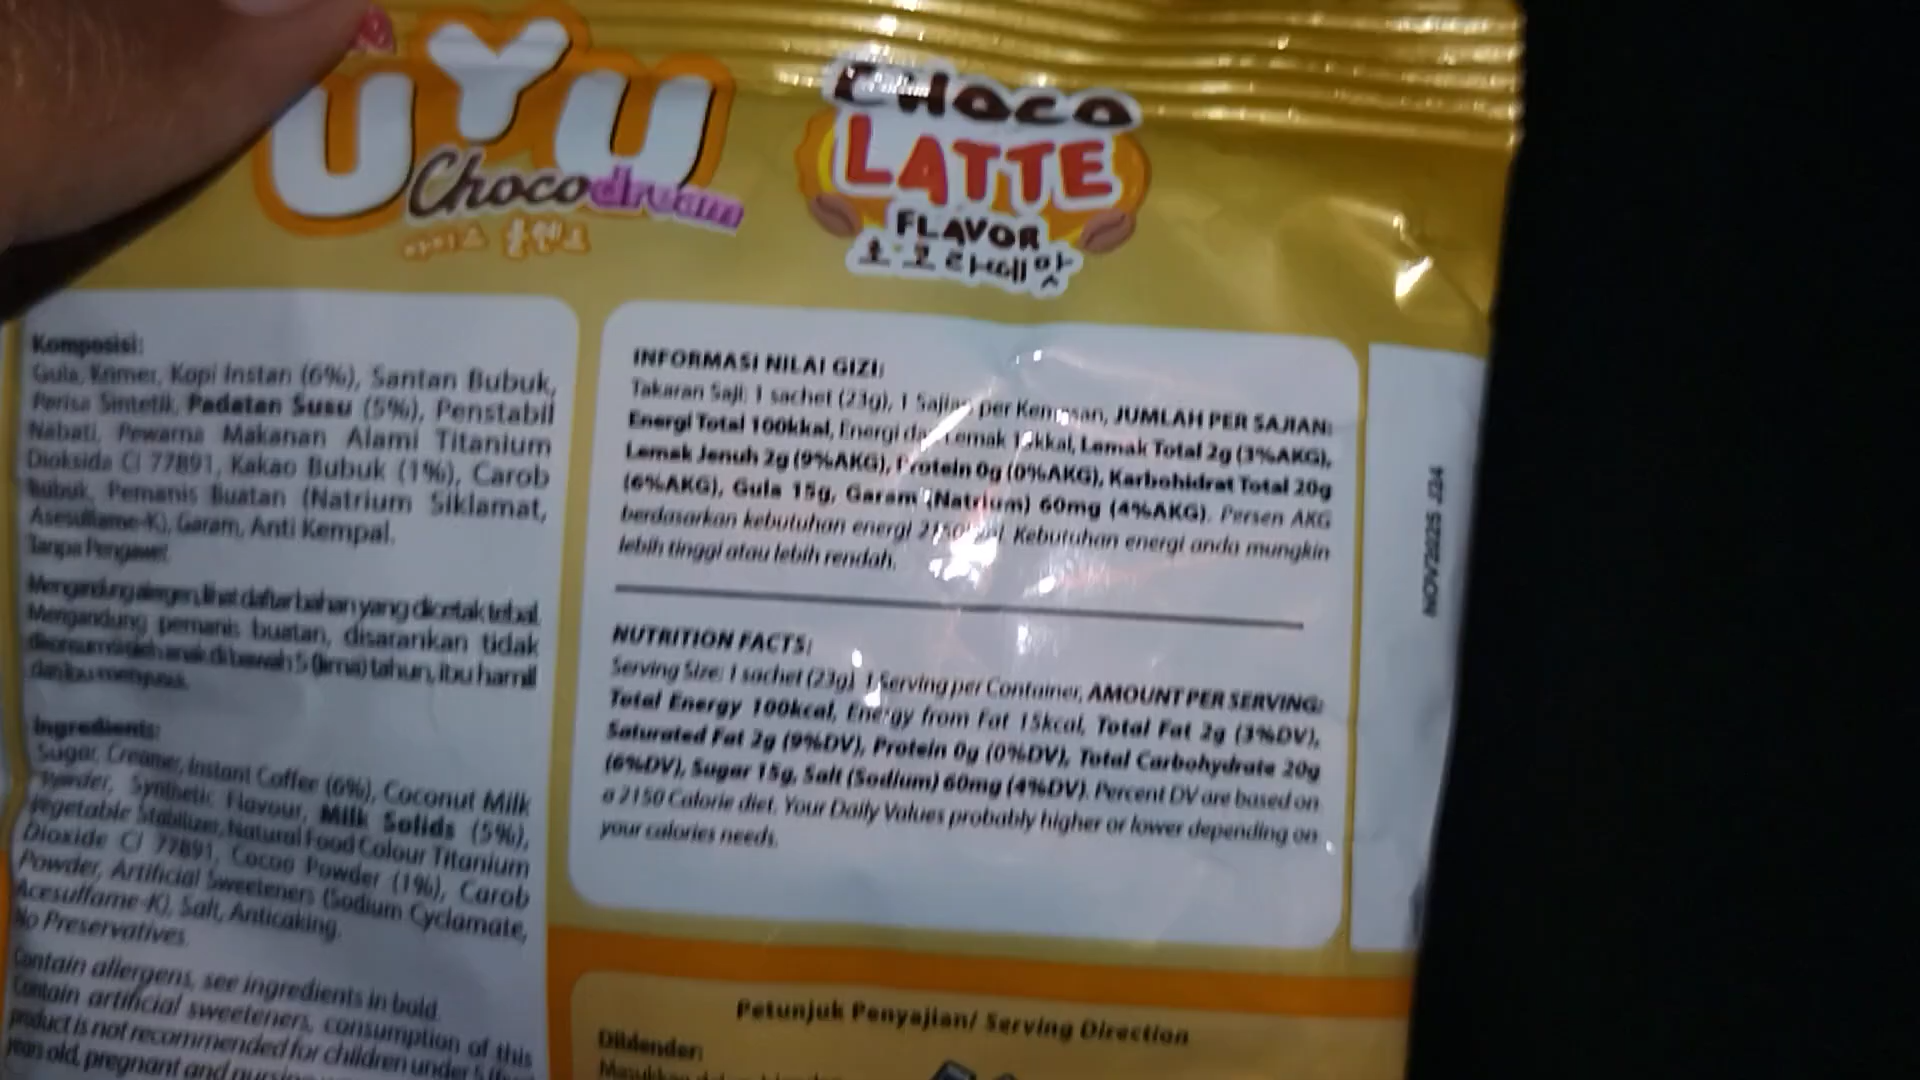 UYU
Chocodream
CHOCO
LATTE
FLAVOR
초코라떼맛
Komposisi:
Gula, Krimer, Kopi Instan (6%), Santan Bubuk,
Perisa Sintetik, Padatan Susu (5%), Penstabil
Nabati, Pewarna Makanan Alami Titanium
Dioksida CI 77891, Kakao Bubuk (1%), Carob
Bubuk, Pemanis Buatan (Natrium Siklamat,
Asesulfame-K), Garam, Anti Kempal.
Tanpa Pengawet.
Mengandung alergen, lihat daftar bahan yang dicetak tebal.
Mengandung pemanis buatan, disarankan tidak
dikonsumsi oleh anak di bawah 5 (lima) tahun, ibu hamil
dan ibu menyusui.
Ingredients:
Sugar, Creamer, Instant Coffee (6%), Coconut Milk
Powder, Synthetic Flavour, Milk Solids (5%),
Vegetable Stabilizer, Natural Food Colour Titanium
Dioxide CI 77891, Cocoa Powder (1%), Carob
Powder, Artificial Sweeteners (Sodium Cyclamate,
Acesulfame-K), Salt, Anticaking.
No Preservatives.
Contain allergens, see ingredients in bold.
Contain artificial sweeteners, consumption of this
product is not recommended for children under 5
years old, pregnant and
INFORMASI NILAI GIZI:
Takaran Saji: 1 sachet (23g), 1 Sajian per Kemasan, JUMLAH PER SAJIAN:
Energi Total 100kkal, Energi dari Lemak 15kkal, Lemak Total 2g (3%AKG),
Lemak Jenuh 2g (9%AKG), Protein 0g (0%AKG), Karbohidrat Total 20g
(6%AKG), Gula 15g, Garam (Natrium) 60mg (4%AKG). Persen AKG
berdasarkan kebutuhan energi 2150 Kebutuhan energi anda mungkin
lebih tinggi atau lebih rendah.
NUTRITION FACTS:
Serving Size: 1 sachet (23g), 1 Serving per Container, AMOUNT PER SERVING:
Total Energy 100kcal, Energy from Fat 15kcal, Total Fat 2g (3%DV),
Saturated Fat 2g (9%DV), Protein 0g (0%DV), Total Carbohydrate 20g
(6%DV), Sugar 15g, Salt (Sodium) 60mg (4%DV). Percent DV are based on
a 2150 Calorie diet. Your Daily Values probably higher or lower depending on
your calories needs.
NOV2025 J24
Petunjuk Penyajian/ Serving Direction
Diblender: